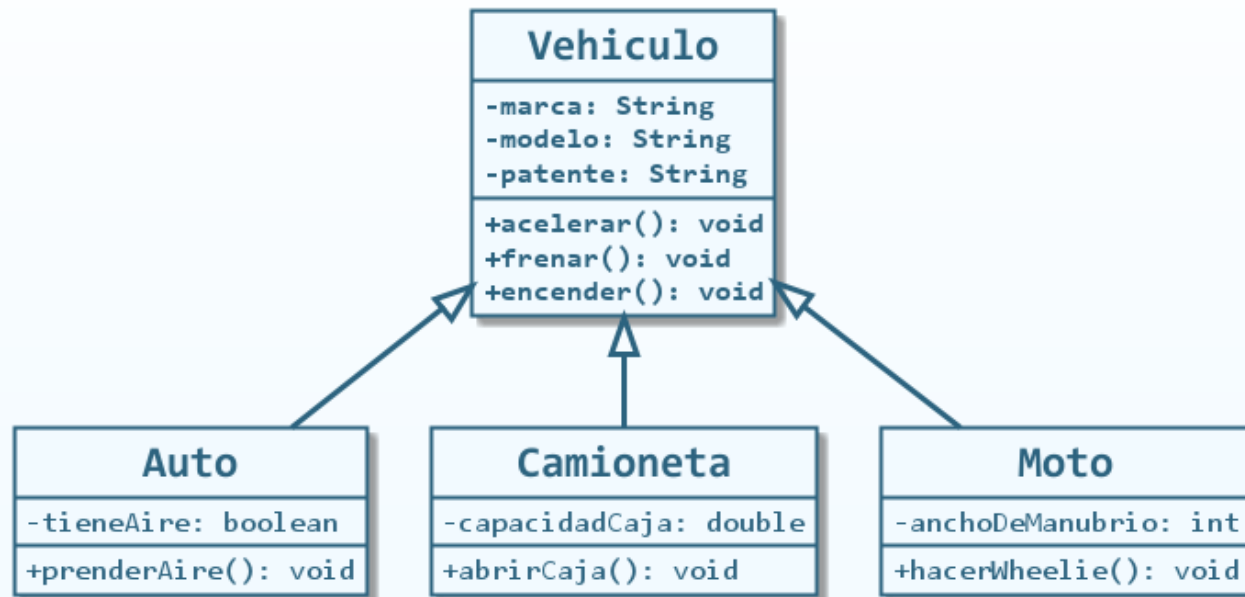 Vehiculo
-marca: String
-modelo: String
-patente: String
+acelerar(): void
+frenar(): void
+encender(): void
Auto
-tieneAire: boolean
+prenderAire(): void
Camioneta
-capacidadCaja: double
+abrirCaja(): void
Moto
-anchoDeManubrio: int
+hacerWheelie(): void